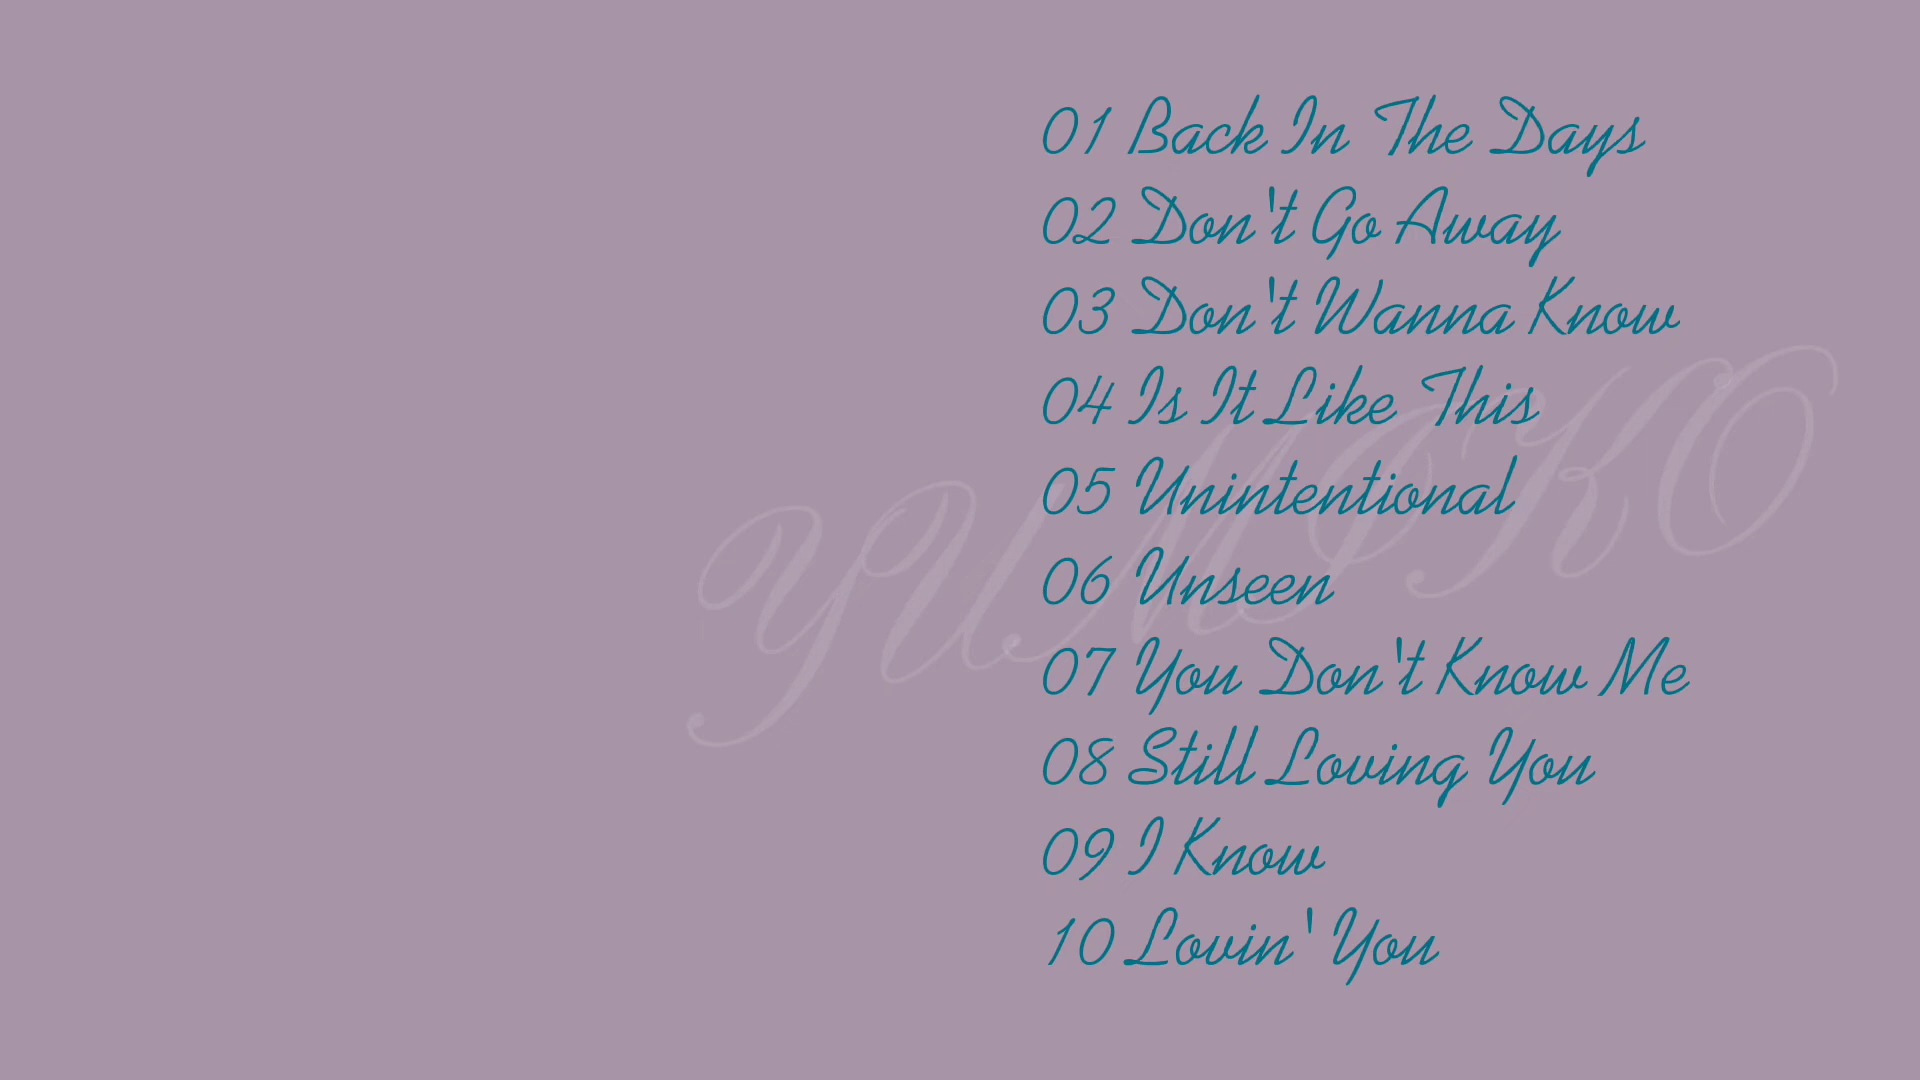 01 Back In The Days
02 Don't Go Away
03 Don't Wanna Know
04 Is It Like This
05 Unintentional
06 Unseen
07 You Don't Know Me
08 Still Loving You
09 I Know
10 Lovin' You